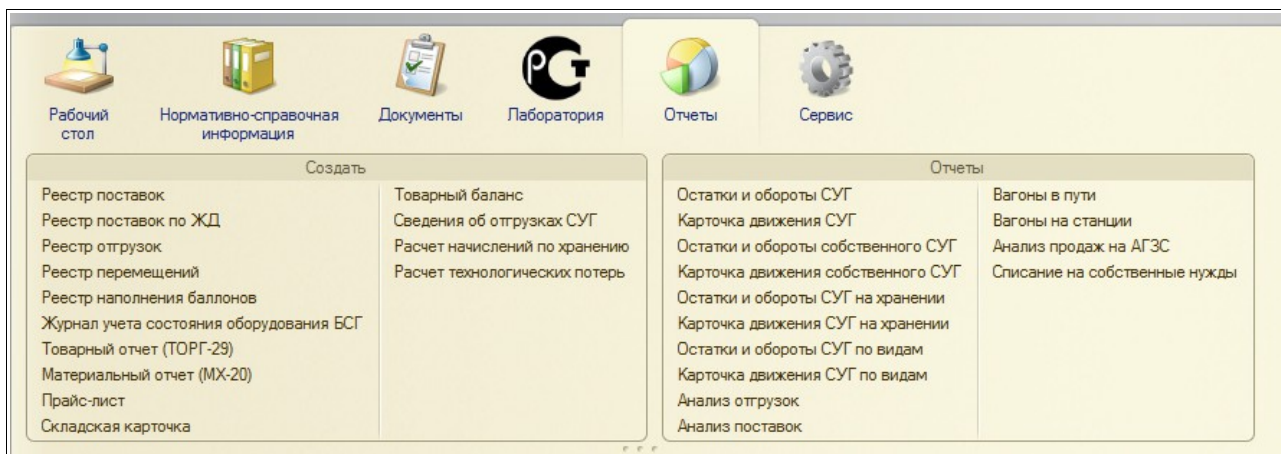 Рабочий
стол
Нормативно-справочная
информация
Документы
РСТ
Лаборатория
Отчеты
Сервис
Создать
Реестр поставок
Реестр поставок по ЖД
Реестр отгрузок
Реестр перемещений
Реестр наполнения баллонов
Журнал учета состояния оборудования БСГ
Товарный отчет (ТОРГ-29)
Материальный отчет (МХ-20)
Прайс-лист
Складская карточка
Товарный баланс
Сведения об отгрузках СУГ
Расчет начислений по хранению
Расчет технологических потерь
Отчеты
Остатки и обороты СУГ
Карточка движения СУГ
Остатки и обороты собственного СУГ
Карточка движения собственного СУГ
Остатки и обороты СУГ на хранении
Карточка движения СУГ на хранении
Остатки и обороты СУГ по видам
Карточка движения СУГ по видам
Анализ отгрузок
Анализ поставок
Вагоны в пути
Вагоны на станции
Анализ продаж на АГЗС
Списание на собственные нужды